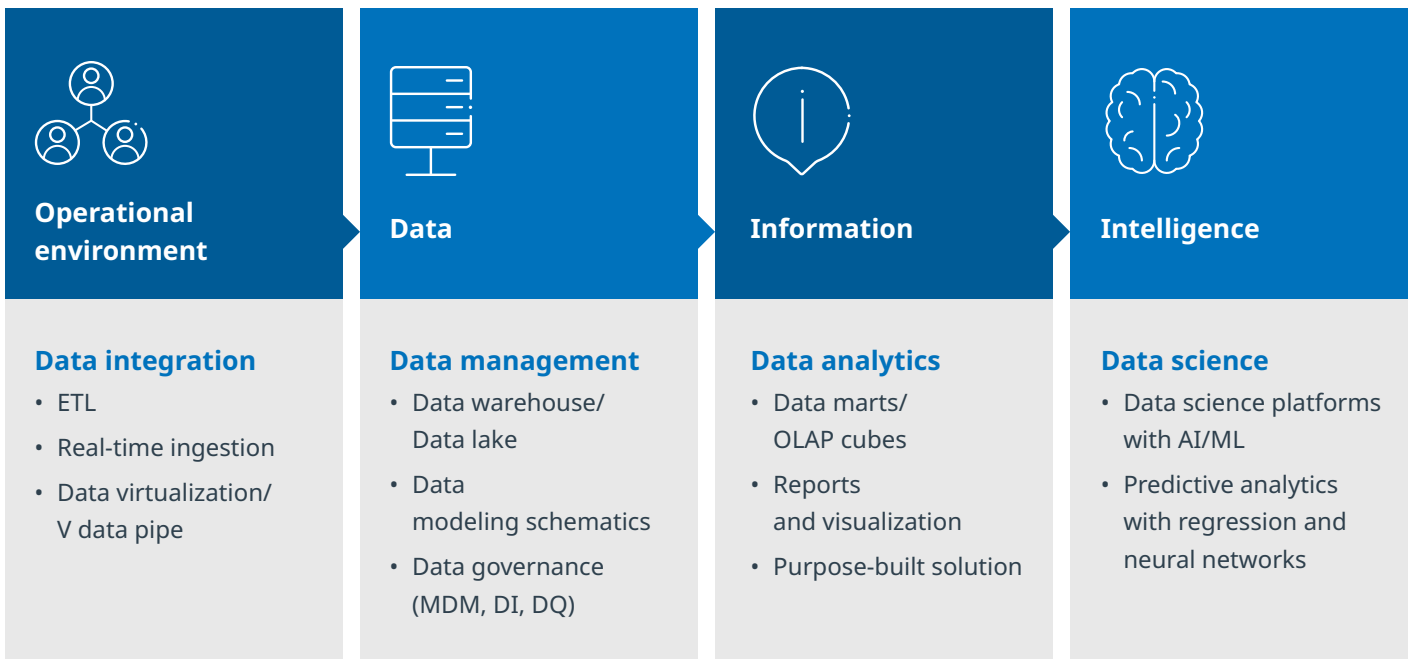 Operational
environment
Data
Information
Intelligence
Data integration
• ETL
• Real-time ingestion
• Data virtualization/
V data pipe
Data management
• Data warehouse/
Data lake
• Data
modeling schematics
• Data governance
(MDM, DI, DQ)
Data analytics
• Data marts/
OLAP cubes
• Reports
and visualization
• Purpose-built solution
Data science
• Data science platforms
with AI/ML
• Predictive analytics
with regression and
neural networks